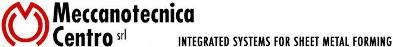 Meccanotecnica
Centro srl
INTEGRATED SYSTEMS FOR SHEET METAL FORMING